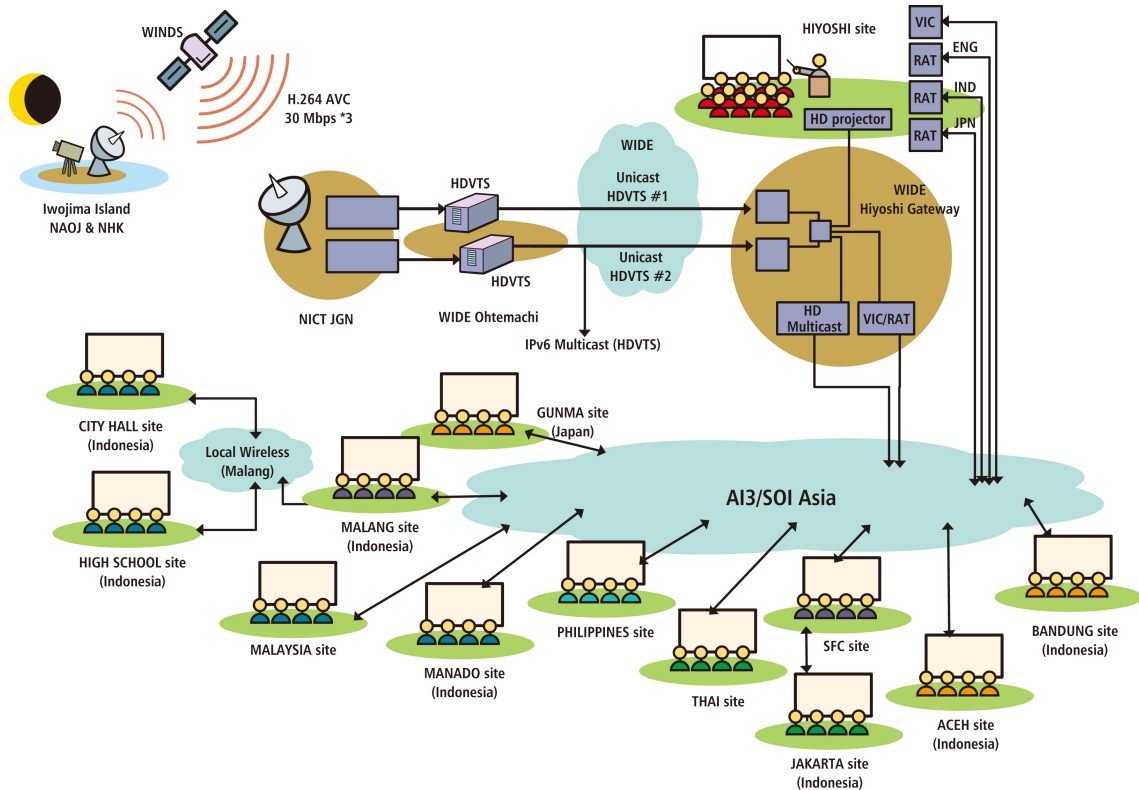 WINDS
H.264 AVC
30 Mbps *3
Iwojima Island
NAOJ & NHK
HIYOSHI site
VIC
RAT
ENG
RAT
IND
RAT
JPN
HD projector
WIDE
Hiyoshi Gateway
WIDE
Unicast
HDVTS #1
Unicast
HDVTS #2
HDVTS
HDVTS
NICT JGN
WIDE Ohtemachi
IPv6 Multicast (HDVTS)
HD
Multicast
VIC/RAT
CITY HALL site
(Indonesia)
Local Wireless
(Malang)
HIGH SCHOOL site
(Indonesia)
GUNMA site
(Japan)
MALANG site
(Indonesia)
AI3/SOI Asia
MALAYSIA site
MANADO site
(Indonesia)
PHILIPPINES site
THAI site
SFC site
JAKARTA site
(Indonesia)
ACEH site
(Indonesia)
BANDUNG site
(Indonesia)